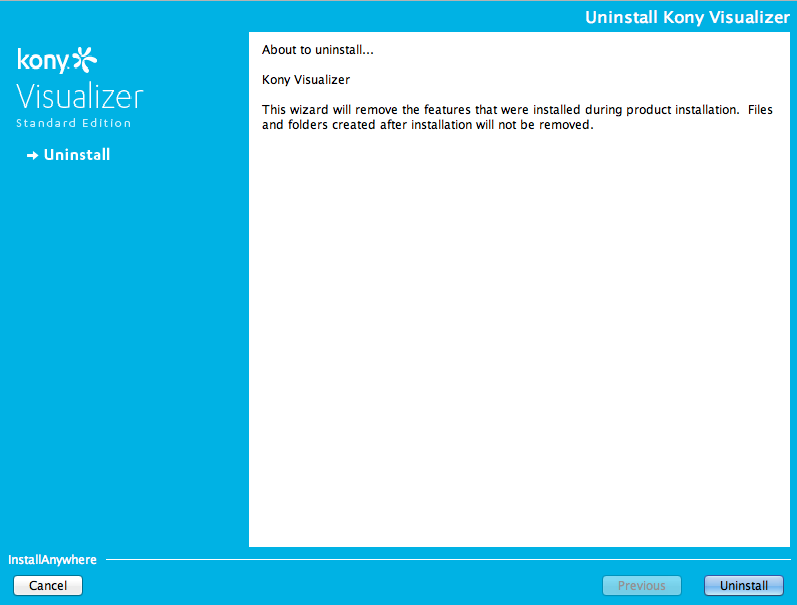 Uninstall Kony Visualizer
kony
Visualizer
Standard Edition
→ Uninstall
About to uninstall...
Kony Visualizer
This wizard will remove the features that were installed during product installation.  Files
and folders created after installation will not be removed.
InstallAnywhere
Cancel
Previous
Uninstall